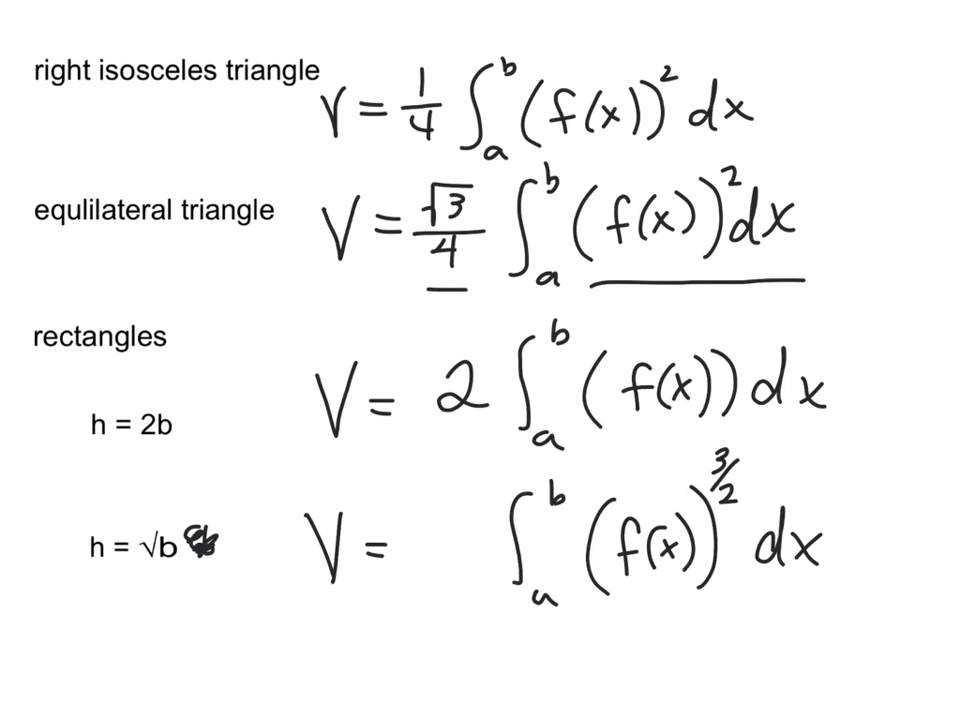 right isosceles triangle V = 1/4 ∫_a^b (f(x))^2 dx
equlilateral triangle V = √3/4 ∫_a^b (f(x))^2 dx
rectangles
h = 2b V = 2 ∫_a^b (f(x)) dx
h = √b V = ∫_a^b (f(x))^3/2 dx